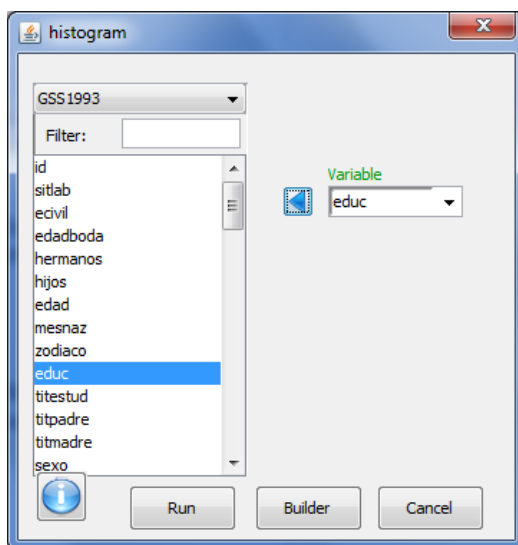 histogram
GSS1993
Filter:
id
sitlab
ecivil
edadboda
hermanos
hijos
edad
mesnaz
zodiaco
educ
titestud
titpadre
titmadre
sexo
Variable
educ
Run
Builder
Cancel